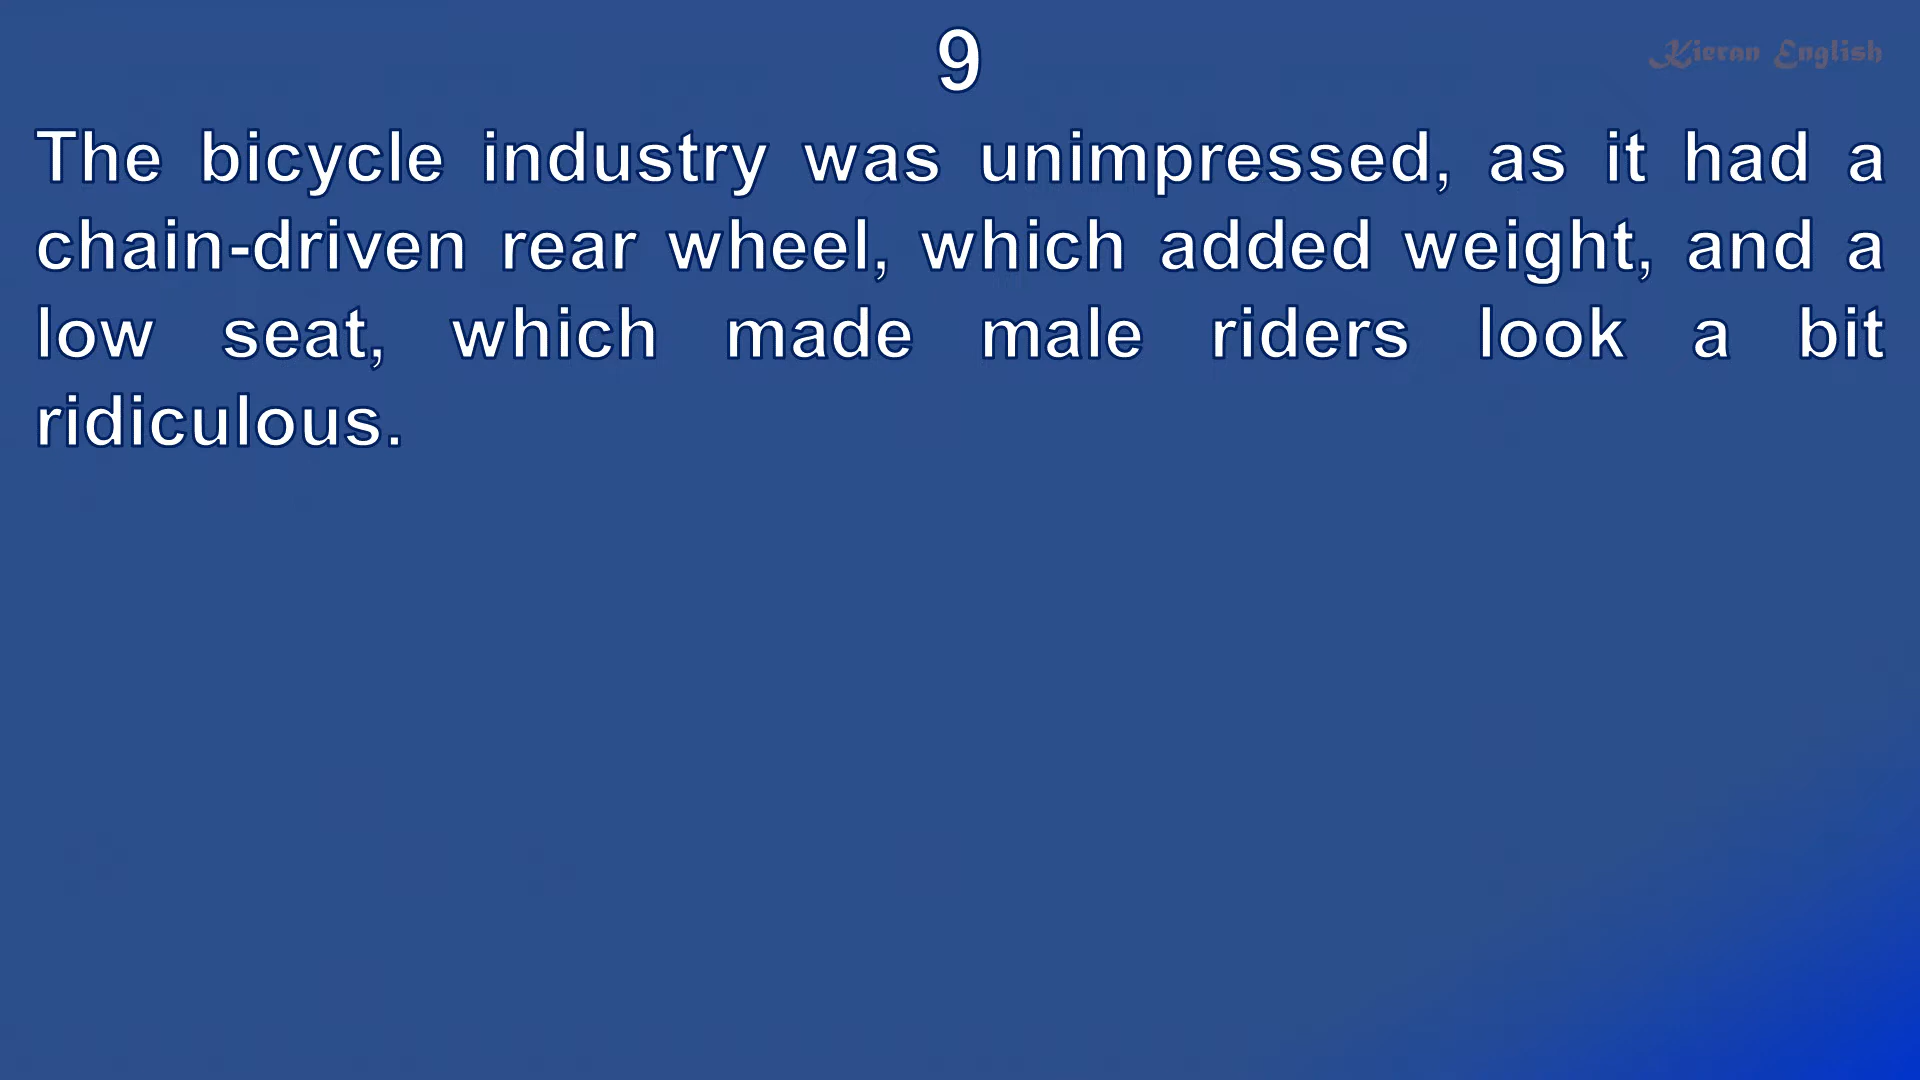 9
Kieran English
The bicycle industry was unimpressed, as it had a
chain-driven rear wheel, which added weight, and a
low seat, which made male riders look a bit
ridiculous.